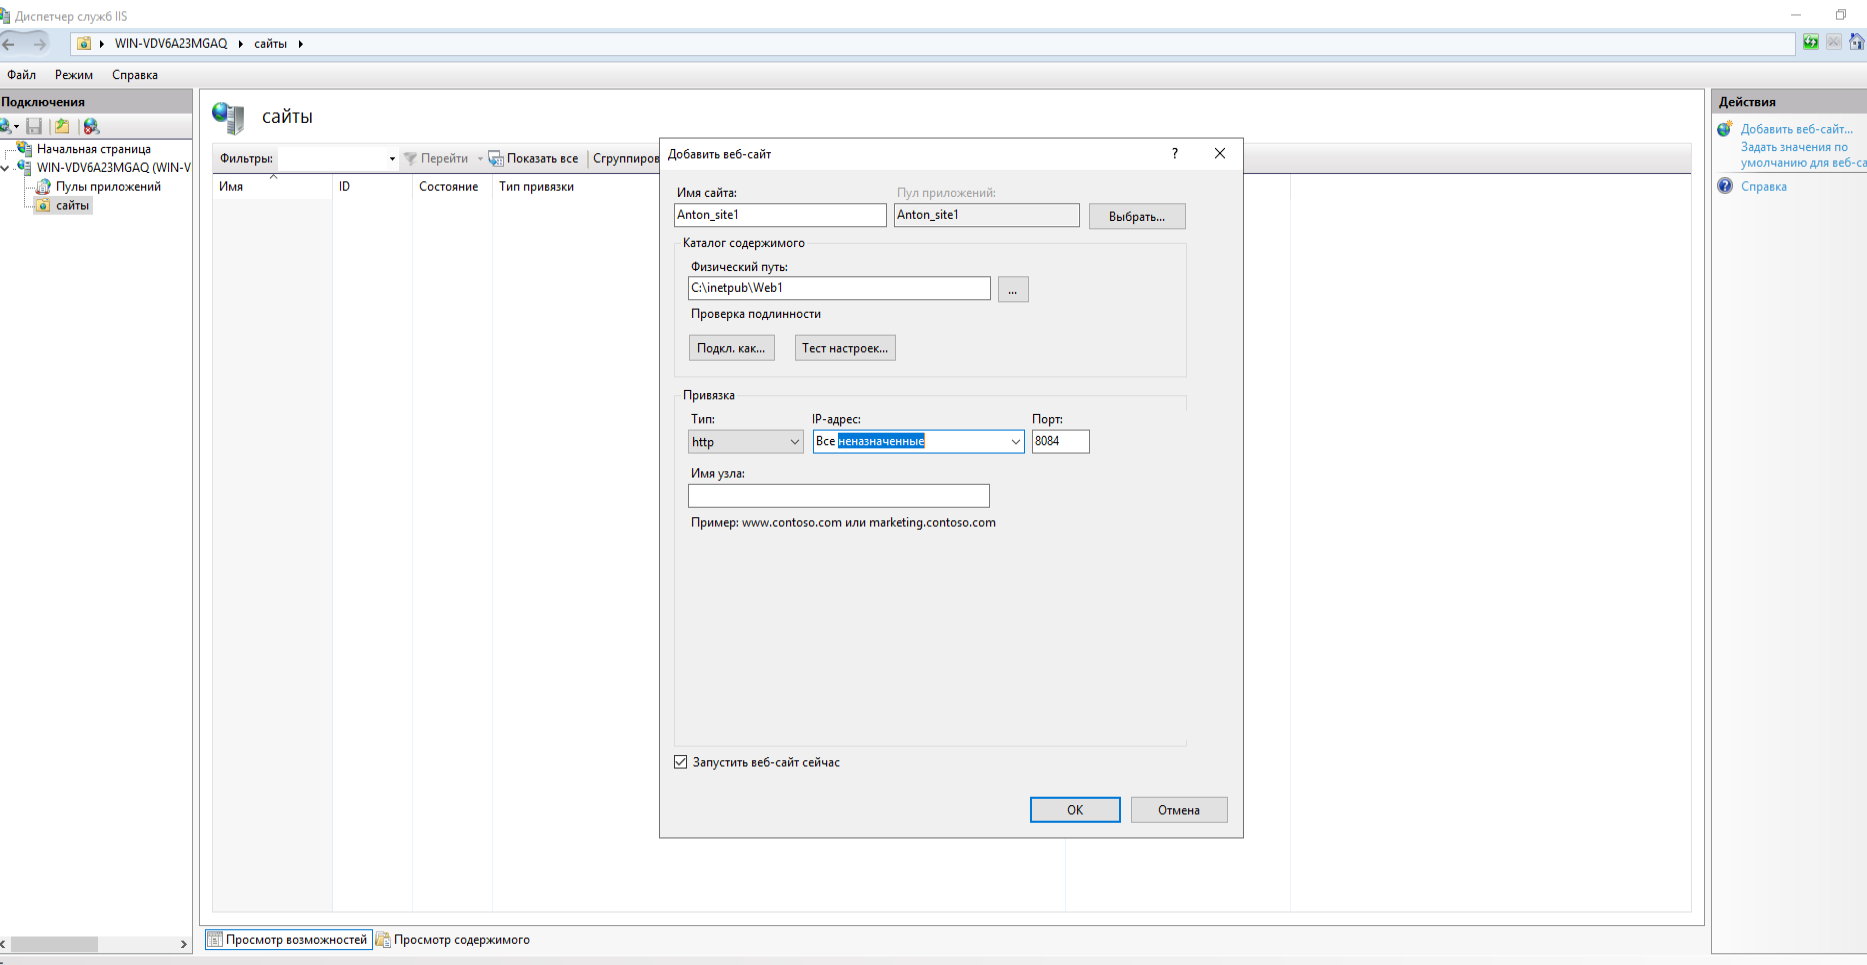 Диспетчер служб IIS
WIN-VDV6A23MGAQ сайты
Файл Режим Справка
Подключения
Начальная страница
WIN-VDV6A23MGAQ (WIN-V
Пулы приложений
сайты
сайты
Фильтры: Перейти Показать все Сгруппиров
Имя ID Состояние Тип привязки
Добавить веб-сайт ?
Имя сайта: Пул приложений:
Anton_site1 Anton_site1 Выбрать...
Каталог содержимого
Физический путь:
C:\inetpub\Web1 ...
Проверка подлинности
Подкл. как... Тест настроек...
Привязка
Тип: IP-адрес: Порт:
http Все неназначенные 8084
Имя узла:
Пример: www.contoso.com или marketing.contoso.com
Запустить веб-сайт сейчас
OK Отмена
Действия
Добавить веб-сайт...
Задать значения по
умолчанию для веб-са
Справка
Просмотр возможностей Просмотр содержимого